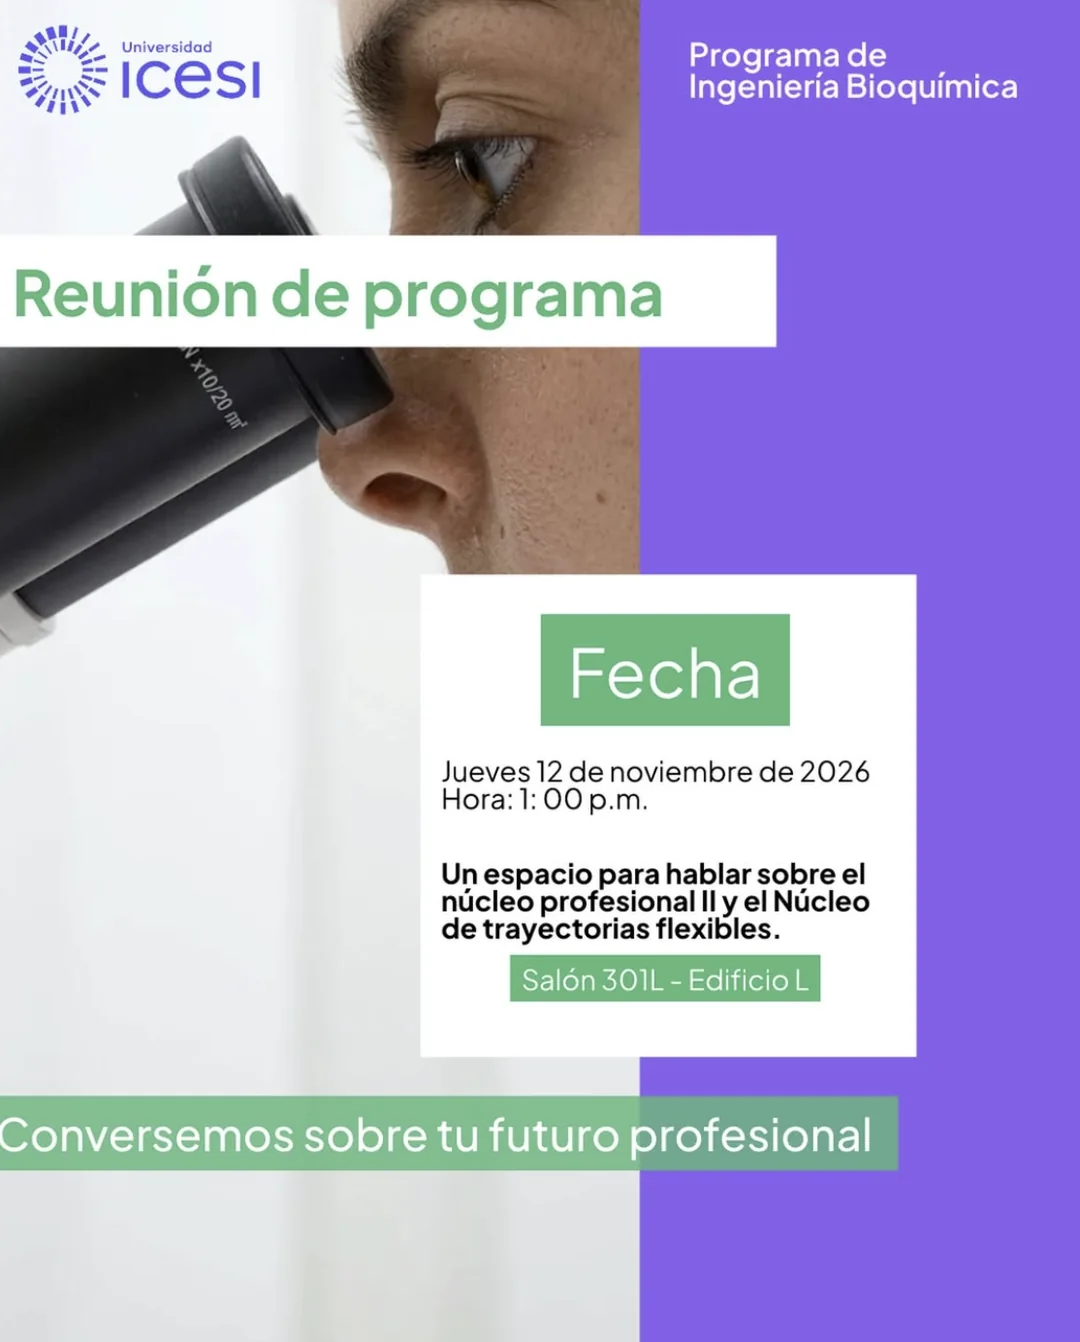 Universidad
ICESI
Programa de
Ingeniería Bioquímica
Reunión de programa
x10/20
Fecha
Jueves 12 de noviembre de 2026
Hora: 1: 00 p.m.
Un espacio para hablar sobre el
núcleo profesional II y el Núcleo
de trayectorias flexibles.
Salón 301L - Edificio L
Conversemos sobre tu futuro profesional